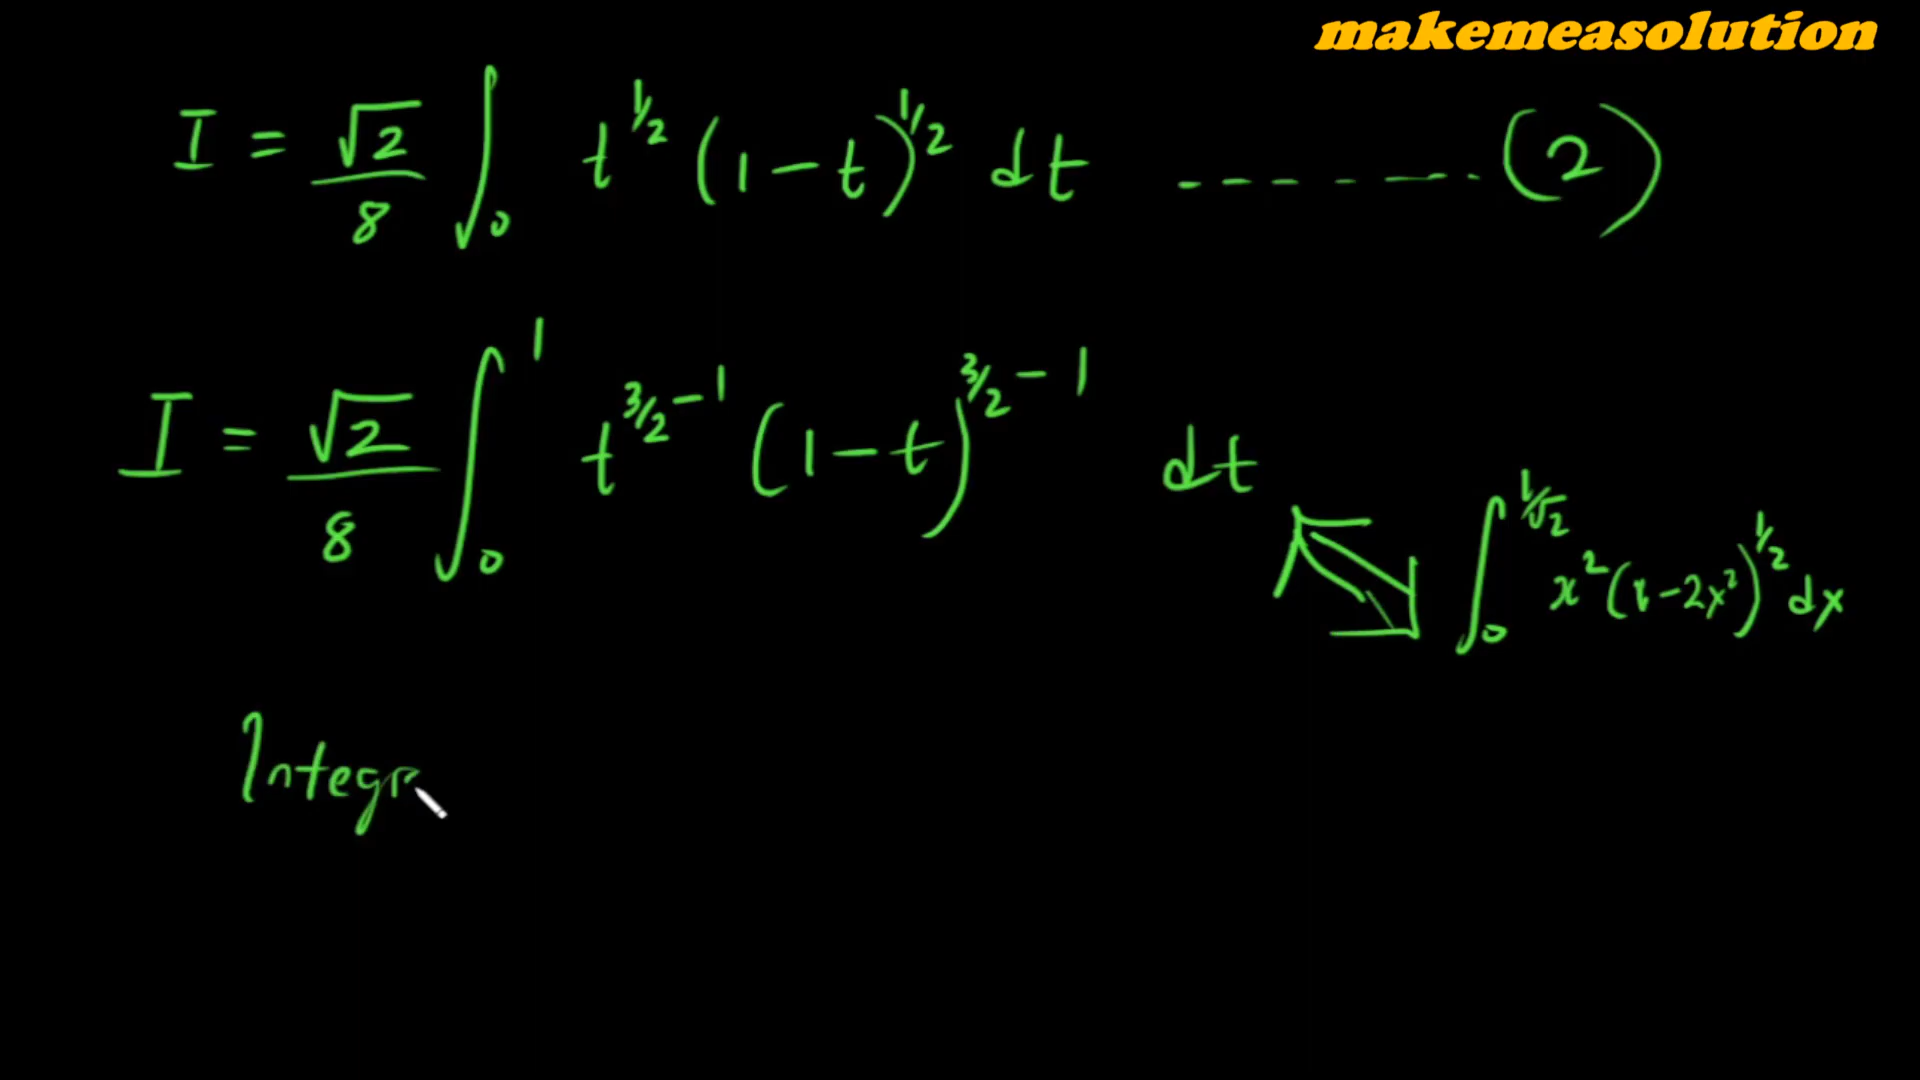 makemeasolution
I = √2/8 ∫₀ t^1/2 (1-t)^1/2 dt -------- (2)
I = √2/8 ∫₀¹ t^3/2-1 (1-t)^3/2-1 dt
∫₀^1/√2 x² (1-2x²)^1/2 dx
Integr